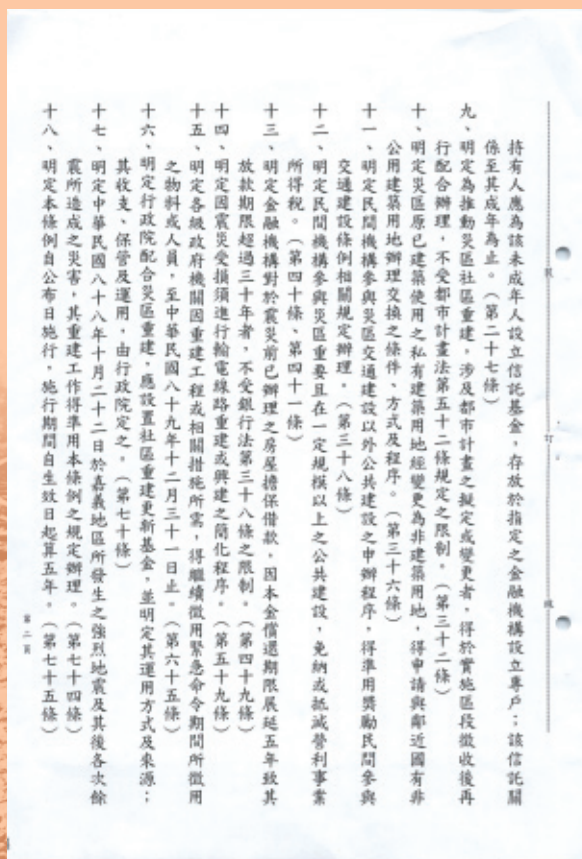 持有人應為該未成年人設立信託基金，存放於指定之金融機構設立專戶；該信託關
係至其成年為止。（第二十七條）
九、明定為推動災區社區重建，涉及都市計畫之擬定或變更者，得於實施區段徵收後再
行配合辦理，不受都市計畫法第五十二條規定之限制。（第三十二條）
十、明定災區原已建築使用之私有建築用地經變更為非建築用地，得申請與鄰近國有非
公用建築用地辦理交換之條件、方式及程序。（第三十六條）
十一、明定民間機構參與災區交通建設以外公共建設之申辦程序，得準用獎勵民間參與
交通建設條例相關規定辦理。（第三十八條）
十二、明定民間機構參與災區重要且在一定規模以上之公共建設，免納或抵減營利事業
所得稅。（第四十條、第四十一條）
十三、明定金融機構對於震災前已辦理之房屋擔保借款，因本金償還期限展延五年致其
放款期限超過三十年者，不受銀行法第三十八條之限制。（第四十九條）
十四、明定因震災受損須進行輸電線路重建或興建之簡化程序。（第五十九條）
十五、明定各級政府機關因重建工程或相關措施所需，得繼續徵用緊急命令期間所徵用
之物料或人員，至中華民國八十九年十二月三十一日止。（第六十五條）
十六、明定行政院配合災區重建，應設置社區重建更新基金，並明定其運用方式及來源；
其收支、保管及運用，由行政院定之。（第七十條）
十七、明定中華民國八十八年十月二十二日於嘉義地區所發生之強烈地震及其後各次餘
震所造成之災害，其重建工作得準用本條例之規定辦理。（第七十四條）
十八、明定本條例自公布日施行，施行期間自生效日起算五年。（第七十五條）
第二頁
訂
線